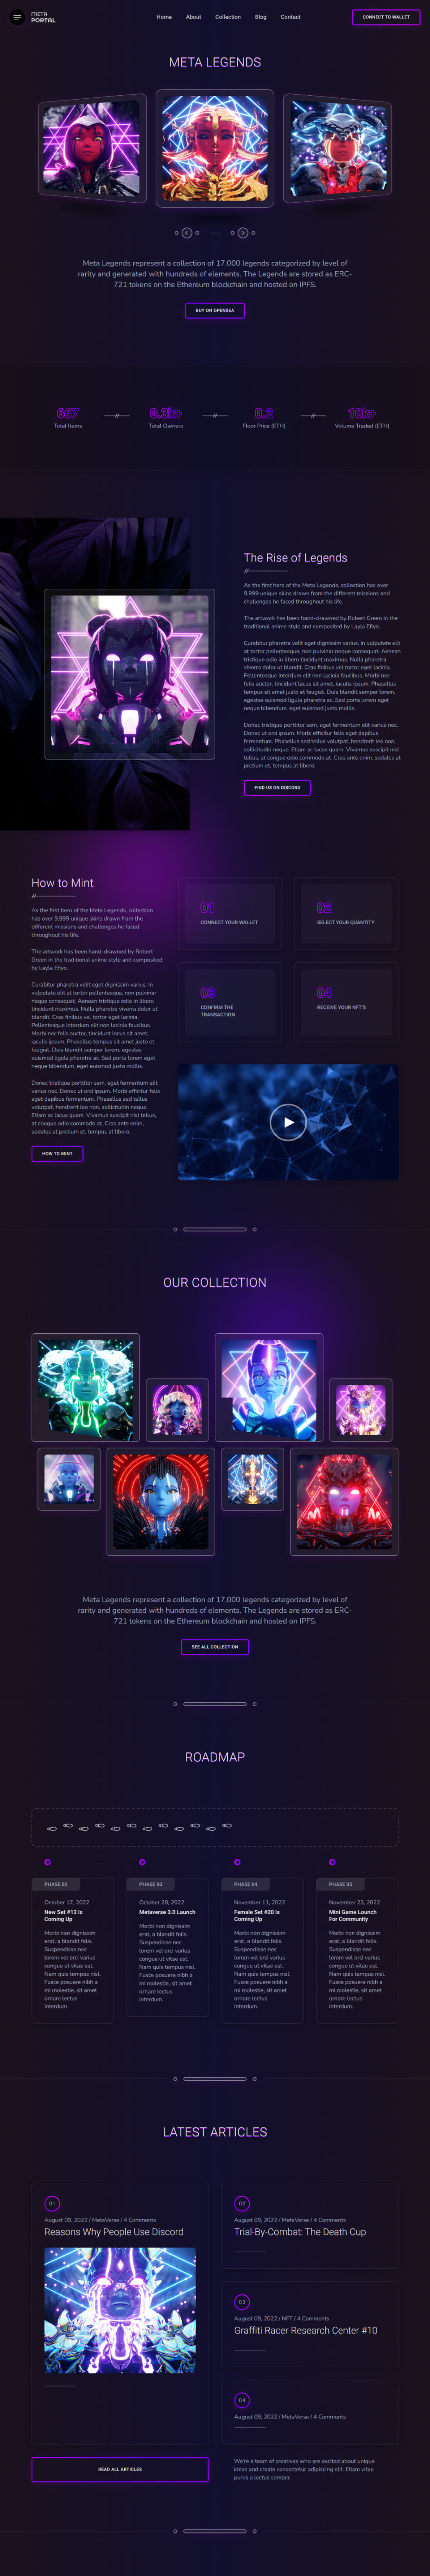 META
PORTAL
Home
About
Collection
Blog
Contact
CONNECT TO WALLET
META LEGENDS
Meta Legends represent a collection of 17,000 legends categorized by level of
rarity and generated with hundreds of elements. The Legends are stored as ERC-
721 tokens on the Ethereum blockchain and hosted on IPFS.
BUY ON OPENSEA
667
Total Items
0.3k+
Total Owners
0.2
Floor Price (ETH)
10k+
Volume Traded (ETH)
The Rise of Legends
As the first hero of the Meta Legends, collection has over
9,999 unique skins drawn from the different missions and
challenges he faced throughout his life.
The artwork has been hand-drawned by Robert Green in the
traditional anime style and composited by Layla Efiyo.
Curabitur pharetra velit eget dignissim varius. In vulputate elit
at tortor pellentesque, non pulvinar neque consequat. Aenean
tristique odio in libero tincidunt maximus. Nulla pharetra
viverra dolor ut blandit. Cras finibus vel tortor eget lacinia.
Pellentesque interdum elit non lacinia faucibus. Morbi nec
felis auctor, tincidunt lacus sit amet, iaculis ipsum. Phasellus
tempus sit amet justo et feugiat. Duis blandit semper lorem,
egestas euismod ligula pharetra ac. Sed porta lorem eget
neque bibendum, eget euismod justo mollis.
Donec tristique porttitor sem, eget fermentum elit varius nec.
Donec ut orci ipsum. Morbi efficitur felis eget dapibus
fermentum. Phasellus sed tellus volutpat, hendrerit leo non,
sollicitudin neque. Etiam ac lacus quam. Vivamus suscipit nisl
tellus, at congue odio commodo at. Cras ante enim, sodales at
pretium et, tempus at libero.
FIND US ON DISCORD
How to Mint
As the first hero of the Meta Legends, collection
has over 9,999 unique skins drawn from the
different missions and challenges he faced
throughout his life.
The artwork has been hand-drawned by Robert
Green in the traditional anime style and composited
by Layla Efiyo.
Curabitur pharetra velit eget dignissim varius. In
vulputate elit at tortor pellentesque, non pulvinar
neque consequat. Aenean tristique odio in libero
tincidunt maximus. Nulla pharetra viverra dolor ut
blandit. Cras finibus vel tortor eget lacinia.
Pellentesque interdum elit non lacinia faucibus.
Morbi nec felis auctor, tincidunt lacus sit amet,
iaculis ipsum. Phasellus tempus sit amet justo et
feugiat. Duis blandit semper lorem, egestas
euismod ligula pharetra ac. Sed porta lorem eget
neque bibendum, eget euismod justo mollis.
Donec tristique porttitor sem, eget fermentum elit
varius nec. Donec ut orci ipsum. Morbi efficitur felis
eget dapibus fermentum. Phasellus sed tellus
volutpat, hendrerit leo non, sollicitudin neque.
Etiam ac lacus quam. Vivamus suscipit nisl tellus,
at congue odio commodo at. Cras ante enim,
sodales at pretium et, tempus at libero.
HOW TO MINT
01
CONNECT YOUR WALLET
02
SELECT YOUR QUANTITY
03
CONFIRM THE
TRANSACTION
04
RECEIVE YOUR NFT'S
OUR COLLECTION
Meta Legends represent a collection of 17,000 legends categorized by level of
rarity and generated with hundreds of elements. The Legends are stored as ERC-
721 tokens on the Ethereum blockchain and hosted on IPFS.
SEE ALL COLLECTION
ROADMAP
PHASE 02
October 17, 2022
New Set #12 is
Coming Up
Morbi non dignissim
erat, a blandit felis.
Suspendisse nec
lorem vel orci varius
congue ut vitae est.
Nam quis tempus nisl.
Fusce posuere nibh a
mi molestie, sit amet
ornare lectus
interdum.
PHASE 03
October 26, 2022
Metaverse 3.0 Launch
Morbi non dignissim
erat, a blandit felis.
Suspendisse nec
lorem vel orci varius
congue ut vitae est.
Nam quis tempus nisl.
Fusce posuere nibh a
mi molestie, sit amet
ornare lectus
interdum.
PHASE 04
November 11, 2022
Female Set #20 is
Coming Up
Morbi non dignissim
erat, a blandit felis.
Suspendisse nec
lorem vel orci varius
congue ut vitae est.
Nam quis tempus nisl.
Fusce posuere nibh a
mi molestie, sit amet
ornare lectus
interdum.
PHASE 05
November 23, 2022
Mini Game Launch
For Community
Morbi non dignissim
erat, a blandit felis.
Suspendisse nec
lorem vel orci varius
congue ut vitae est.
Nam quis tempus nisl.
Fusce posuere nibh a
mi molestie, sit amet
ornare lectus
interdum.
LATEST ARTICLES
01
August 09, 2022 / MetaVerse / 4 Comments
Reasons Why People Use Discord
02
August 09, 2022 / MetaVerse / 4 Comments
Trial-By-Combat: The Death Cup
03
August 09, 2022 / NFT / 4 Comments
Graffiti Racer Research Center #10
04
August 09, 2022 / MetaVerse / 4 Comments
READ ALL ARTICLES
We're a team of creatives who are excited about unique
ideas and create consectetur adipiscing elit. Etiam vitae
purus a lectus semper.